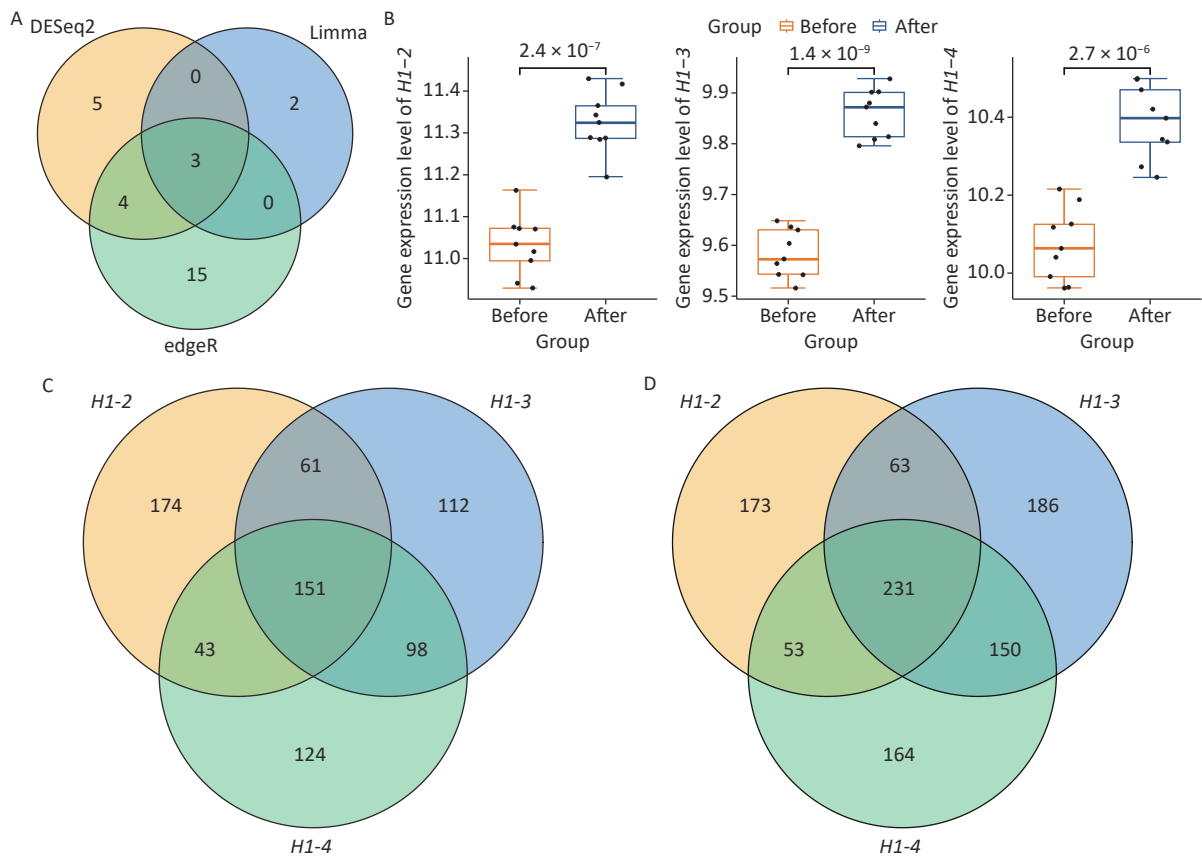 A
DESeq2
Limma
0
5
2
3
4
0
15
edgeR
B
Group Before After
Gene expression level of H1−2
2.4 × 10⁻⁷
11.4
11.3
11.2
11.1
11.0
Before After
Group
Gene expression level of H1−3
1.4 × 10⁻⁹
9.9
9.8
9.7
9.6
9.5
Before After
Group
Gene expression level of H1−4
2.7 × 10⁻⁶
10.4
10.2
10.0
Before After
Group
C
H1-2
H1-3
61
174
112
151
43
98
124
H1-4
D
H1-2
H1-3
63
173
186
231
53
150
164
H1-4